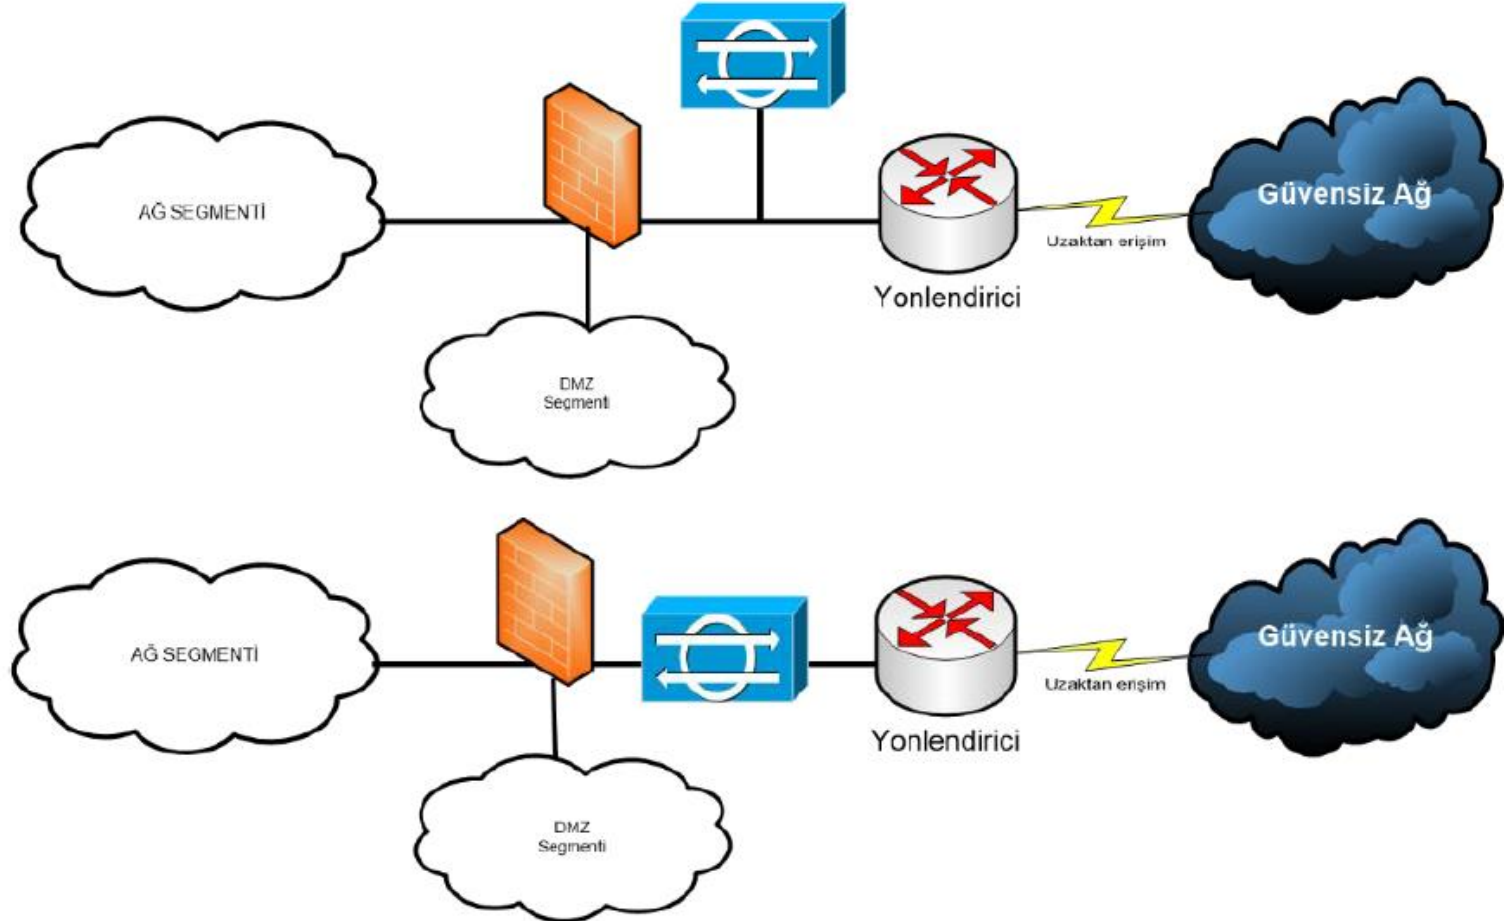 AĞ SEGMENTİ
Güvensiz Ağ
Uzaktan erişim
Yonlendirici
DMZ
Segmenti
AĞ SEGMENTİ
Güvensiz Ağ
Uzaktan erişim
Yonlendirici
DMZ
Segmenti